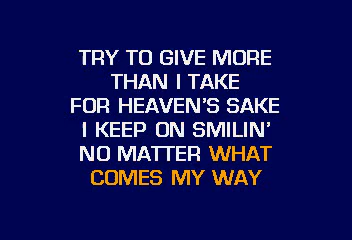 TRY TO GIVE MORE
THAN I TAKE
FOR HEAVEN'S SAKE
I KEEP ON SMILIN'
NO MATTER WHAT
COMES MY WAY